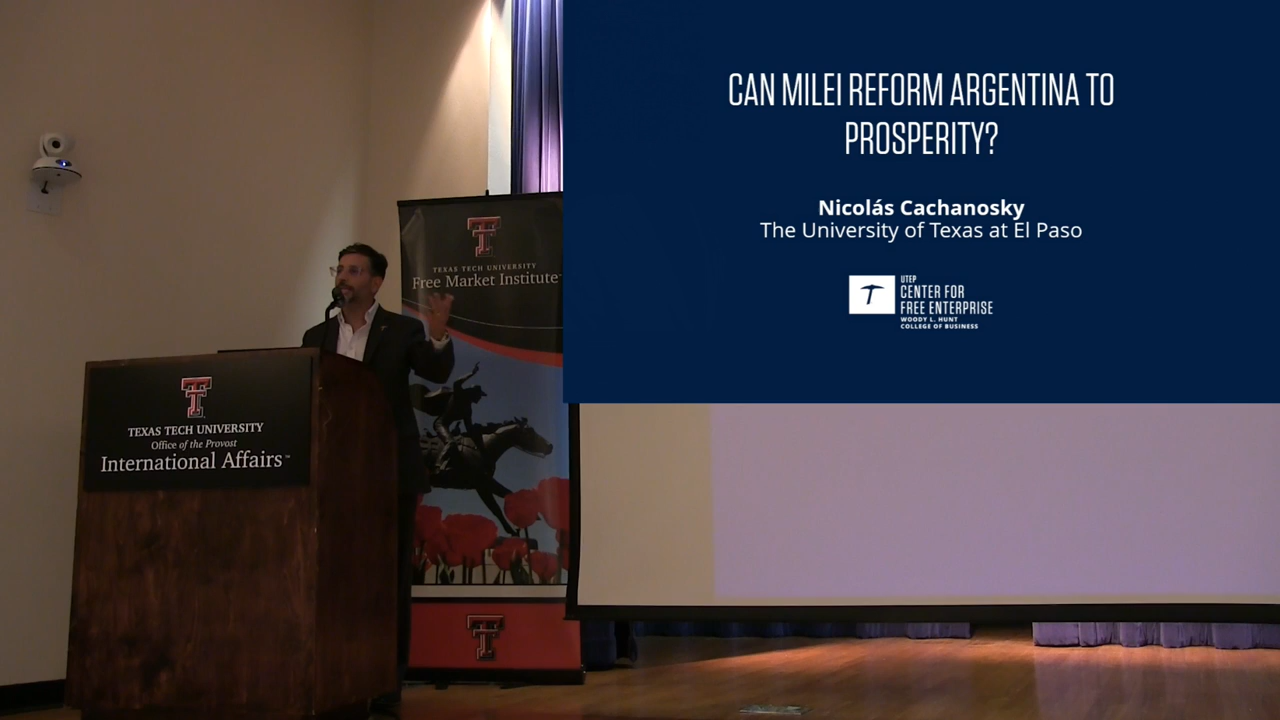 CAN MILEI REFORM ARGENTINA TO
PROSPERITY?
Nicolás Cachanosky
The University of Texas at El Paso
UTEP
CENTER FOR
FREE ENTERPRISE
WOODY L. HUNT
COLLEGE OF BUSINESS
TEXAS TECH UNIVERSITY
Free Market Institute
TEXAS TECH UNIVERSITY
Office of the Provost
International Affairs™